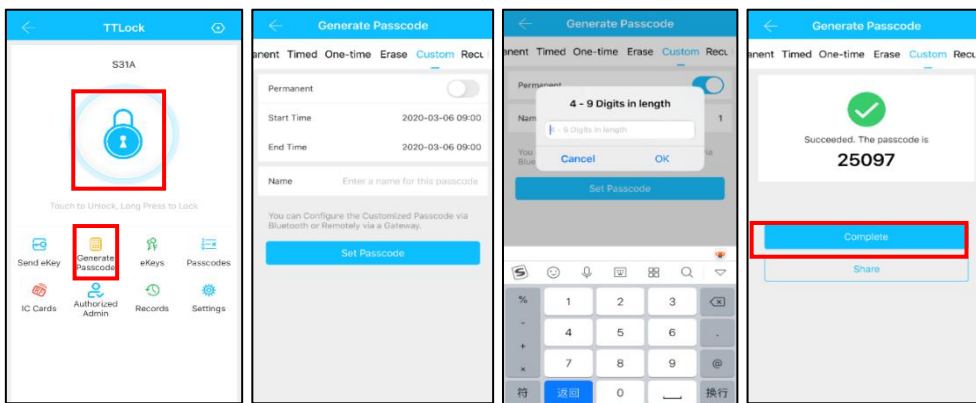 TTLock
S31A
Touch to Unlock, Long Press to Lock
Send eKey
Generate Passcode
eKeys
Passcodes
IC Cards
Authorized Admin
Records
Settings
Generate Passcode
anent Timed One-time Erase Custom Recu
Permanent
Start Time 2020-03-06 09:00
End Time 2020-03-06 09:00
Name Enter a name for this passcode
You can Configure the Customized Passcode via
Bluetooth or Remotely via a Gateway.
Set Passcode
Generate Passcode
anent Timed One-time Erase Custom Recu
Permanent
Nam 1
You via
Blue
4 - 9 Digits in length
4 - 9 Digits in length
Cancel OK
Set Passcode
% 1 2 3
- 4 5 6 .
+ 7 8 9 @
× 符 返回 0 换行
Generate Passcode
anent Timed One-time Erase Custom Recu
Succeeded. The passcode is
25097
Complete
Share